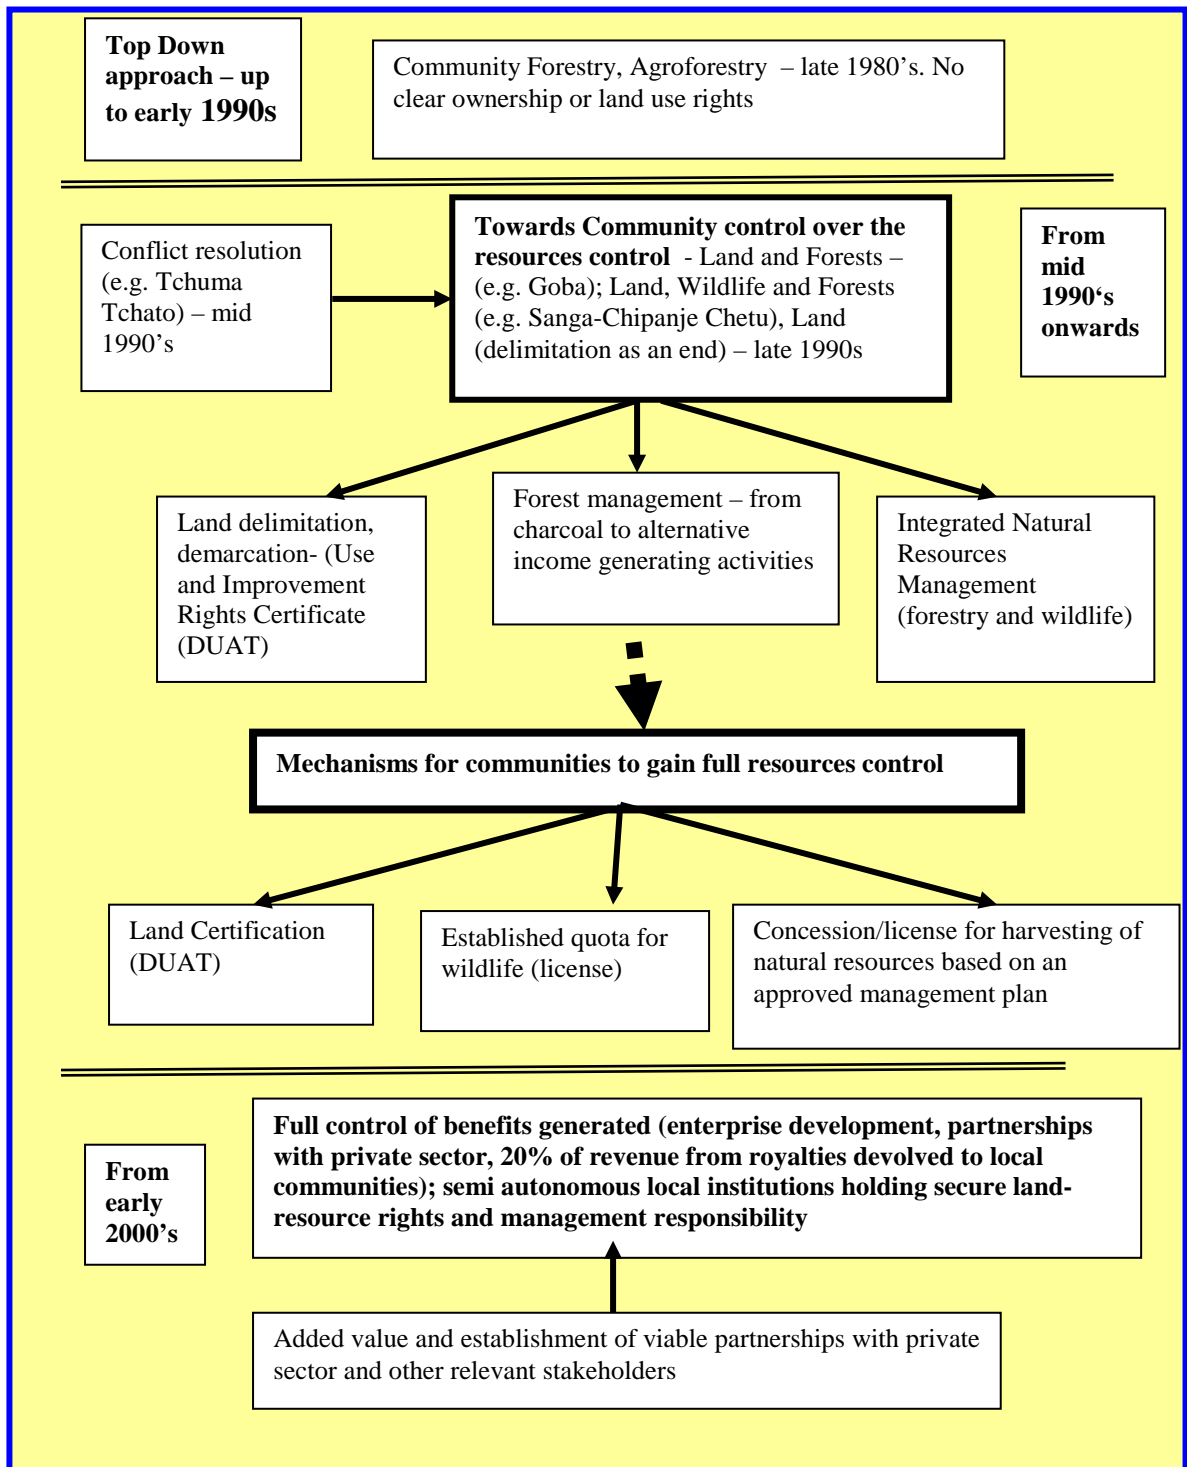 Top Down
approach – up
to early 1990s
Community Forestry, Agroforestry – late 1980's. No
clear ownership or land use rights
Conflict resolution
(e.g. Tchuma
Tchato) – mid
1990's
Towards Community control over the
resources control - Land and Forests –
(e.g. Goba); Land, Wildlife and Forests
(e.g. Sanga-Chipanje Chetu), Land
(delimitation as an end) – late 1990s
From
mid
1990‘s
onwards
Land delimitation,
demarcation- (Use
and Improvement
Rights Certificate
(DUAT)
Forest management – from
charcoal to alternative
income generating activities
Integrated Natural
Resources
Management
(forestry and wildlife)
Mechanisms for communities to gain full resources control
Land Certification
(DUAT)
Established quota for
wildlife (license)
Concession/license for harvesting of
natural resources based on an
approved management plan
From
early
2000’s
Full control of benefits generated (enterprise development, partnerships
with private sector, 20% of revenue from royalties devolved to local
communities); semi autonomous local institutions holding secure land-
resource rights and management responsibility
Added value and establishment of viable partnerships with private
sector and other relevant stakeholders